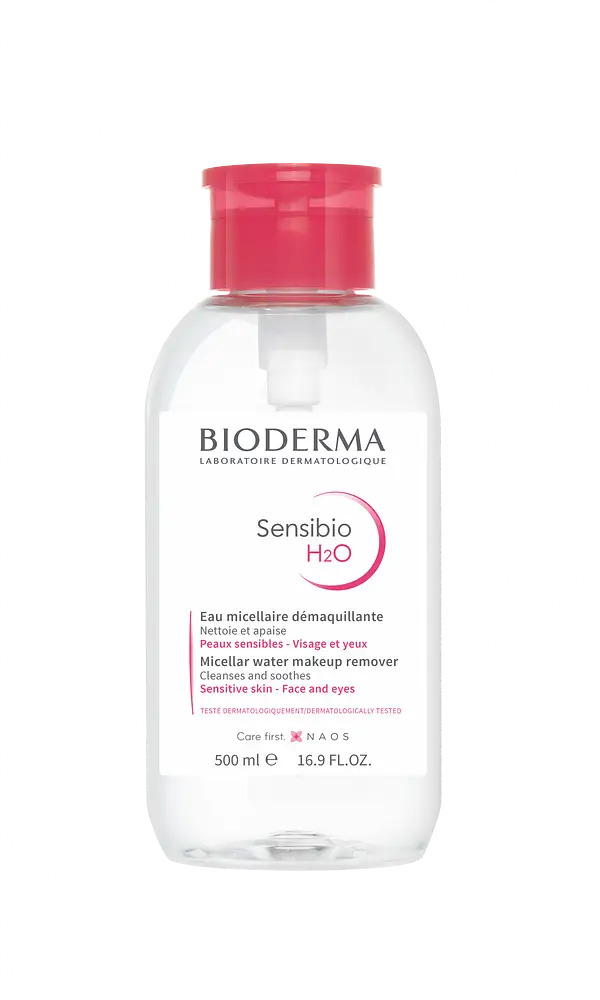 BIODERMA
LABORATOIRE DERMATOLOGIQUE
Sensibio
H2O
Eau micellaire démaquillante
Nettoie et apaise
Peaux sensibles - Visage et yeux
Micellar water makeup remover
Cleanses and soothes
Sensitive skin - Face and eyes
TESTÉ DERMATOLOGIQUEMENT/DERMATOLOGICALLY TESTED
Care first. NAOS
500 ml ℮ 16.9 FL.OZ.